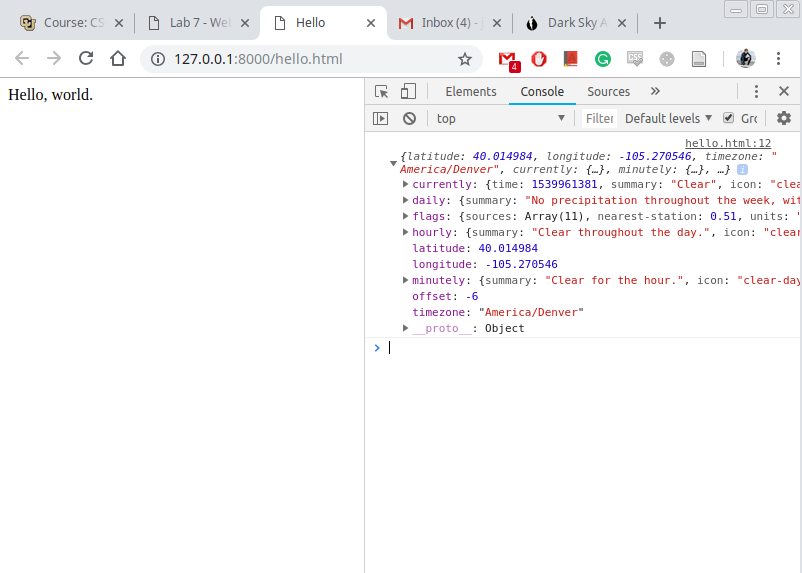 Course: CS
Lab 7 - Web
Hello
Inbox (4) - j
Dark Sky A
127.0.0.1:8000/hello.html
4
Hello, world.
Elements Console Sources
top Filter Default levels Gro
hello.html:12
{latitude: 40.014984, longitude: -105.270546, timezone: "
America/Denver", currently: {…}, minutely: {…}, …} i
currently: {time: 1539961381, summary: "Clear", icon: "clea
daily: {summary: "No precipitation throughout the week, wit
flags: {sources: Array(11), nearest-station: 0.51, units: "
hourly: {summary: "Clear throughout the day.", icon: "clear
latitude: 40.014984
longitude: -105.270546
minutely: {summary: "Clear for the hour.", icon: "clear-day
offset: -6
timezone: "America/Denver"
__proto__: Object